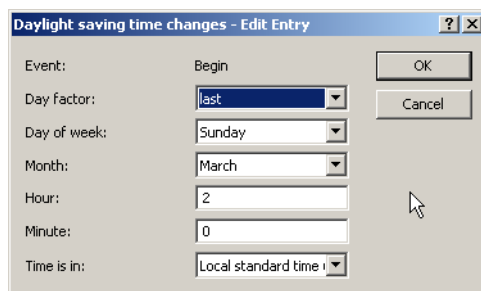 Daylight saving time changes - Edit Entry
Event: Begin OK
Day factor: last Cancel
Day of week: Sunday
Month: March
Hour: 2
Minute: 0
Time is in: Local standard time